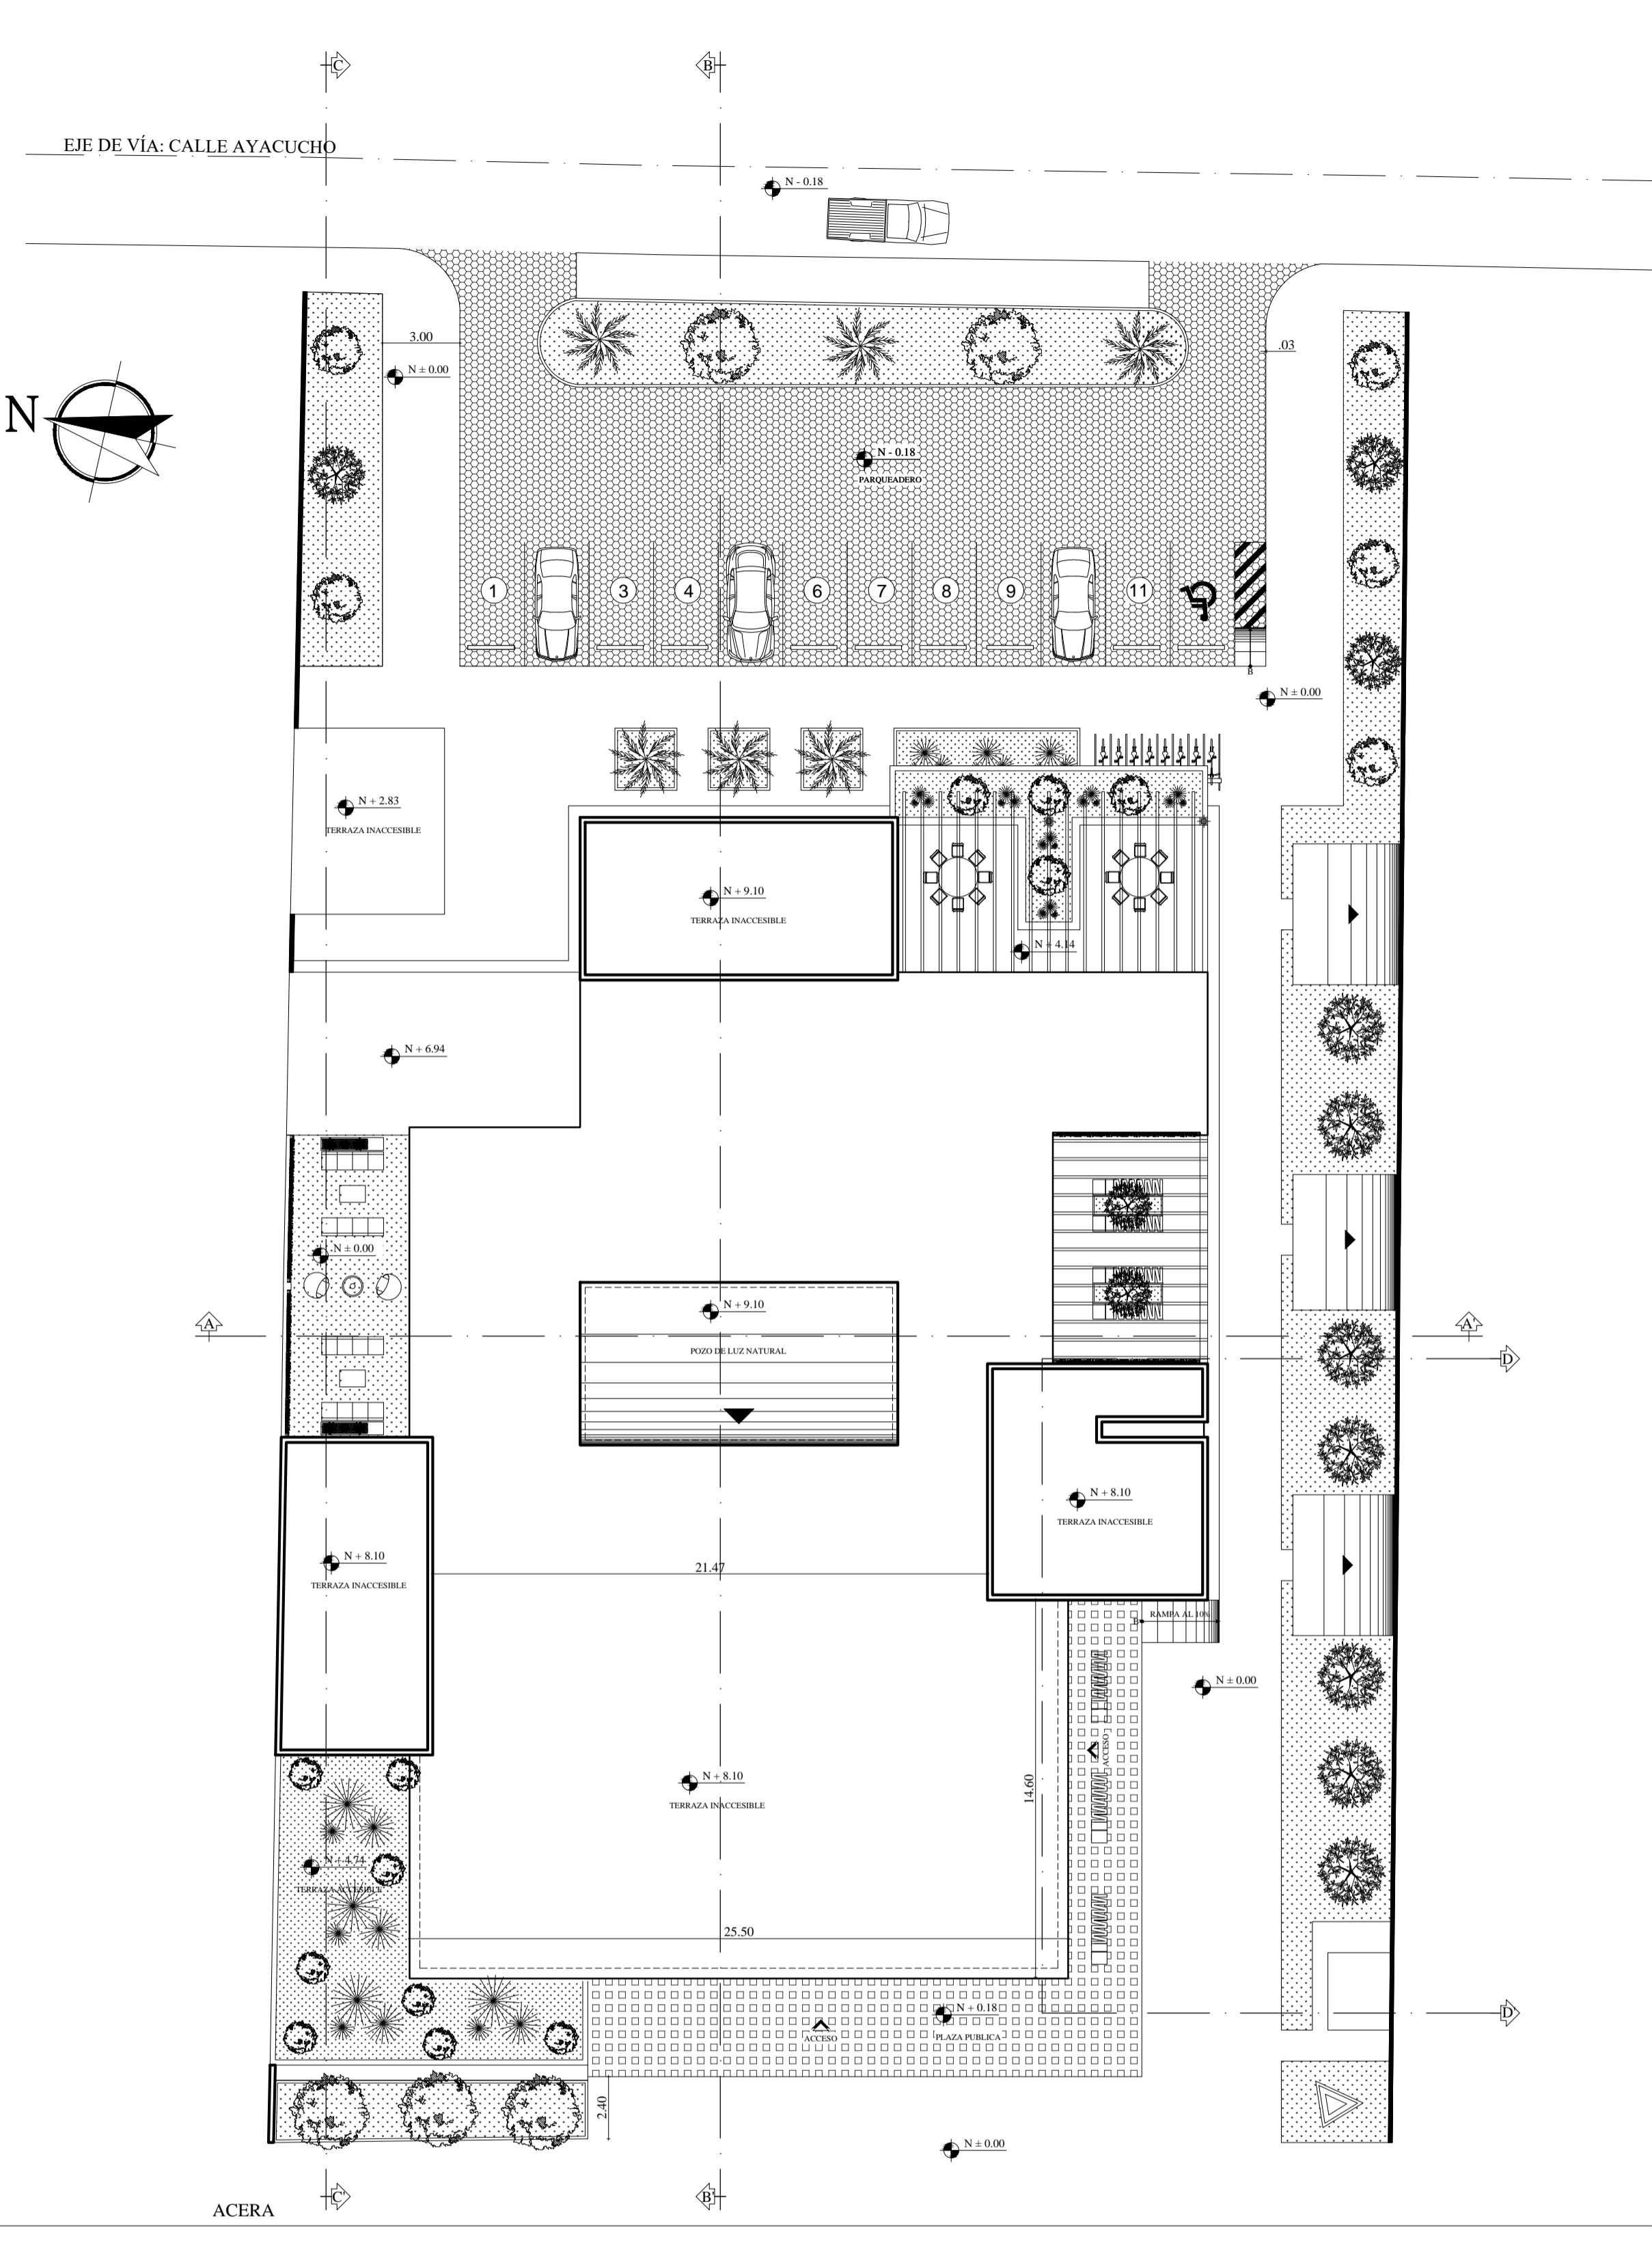 C
B
EJE DE VÍA: CALLE AYACUCHO
N - 0.18
3.00
.03
N ± 0.00
N
N - 0.18
PARQUEADERO
1
3
4
6
7
8
9
11
B
N ± 0.00
N + 2.83
TERRAZA INACCESIBLE
N + 9.10
TERRAZA INACCESIBLE
N + 4.14
N + 6.94
N ± 0.00
N + 9.10
A
A'
POZO DE LUZ NATURAL
D
N + 8.10
TERRAZA INACCESIBLE
N + 8.10
TERRAZA INACCESIBLE
21.47
B
RAMPA AL 10%
N ± 0.00
ACCESO
N + 8.10
TERRAZA INACCESIBLE
14.60
N + 4.74
TERRAZA ACCESIBLE
25.50
N + 0.18
D'
ACCESO
PLAZA PUBLICA
2.40
N ± 0.00
C'
B'
ACERA